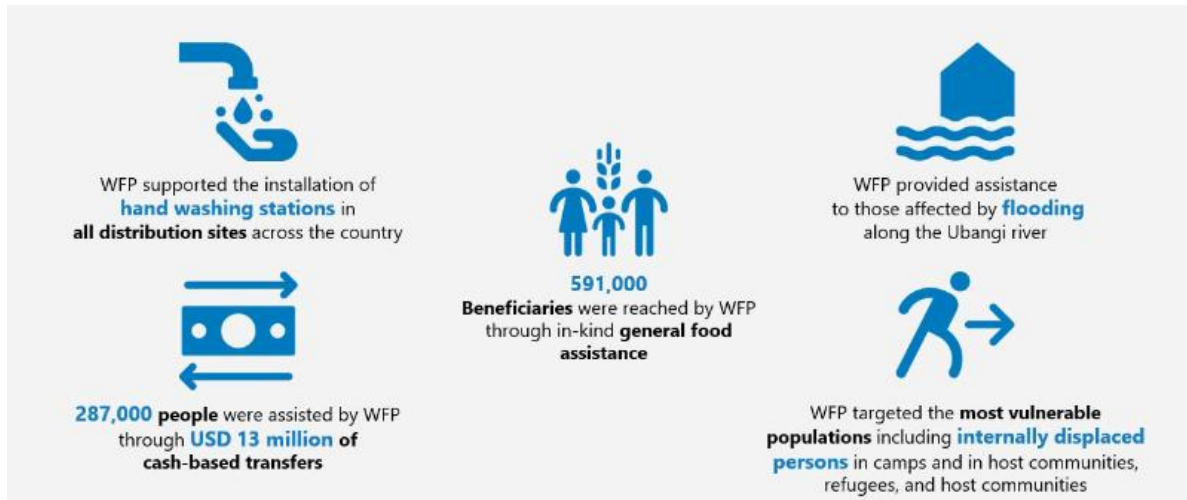 WFP supported the installation of
hand washing stations in
all distribution sites across the country
287,000 people were assisted by WFP
through USD 13 million of
cash-based transfers
591,000
Beneficiaries were reached by WFP
through in-kind general food
assistance
WFP provided assistance
to those affected by flooding
along the Ubangi river
WFP targeted the most vulnerable
populations including internally displaced
persons in camps and in host communities,
refugees, and host communities